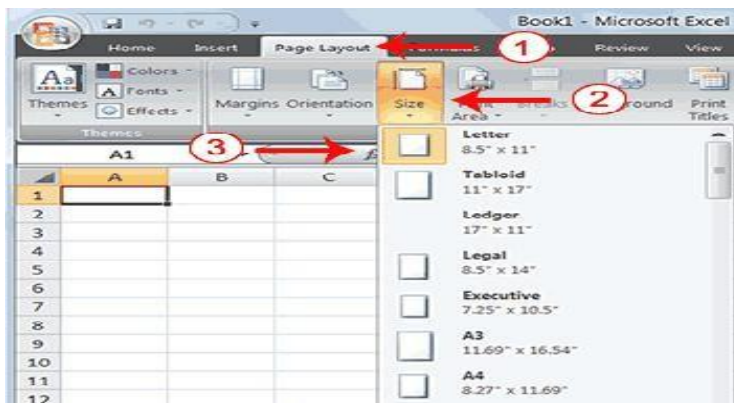 Book1 - Microsoft Excel
Home Insert Page Layout 1 Review View
Aa Colors
A Fonts
Effects
Themes Margins Orientation Size 2 Print Titles
Area
Themes
A1 3
A B C
1
2
3
4
5
6
7
8
9
10
11
12
Letter
8.5" x 11"
Tabloid
11" x 17"
Ledger
17" x 11"
Legal
8.5" x 14"
Executive
7.25" x 10.5"
A3
11.69" x 16.54"
A4
8.27" x 11.69"